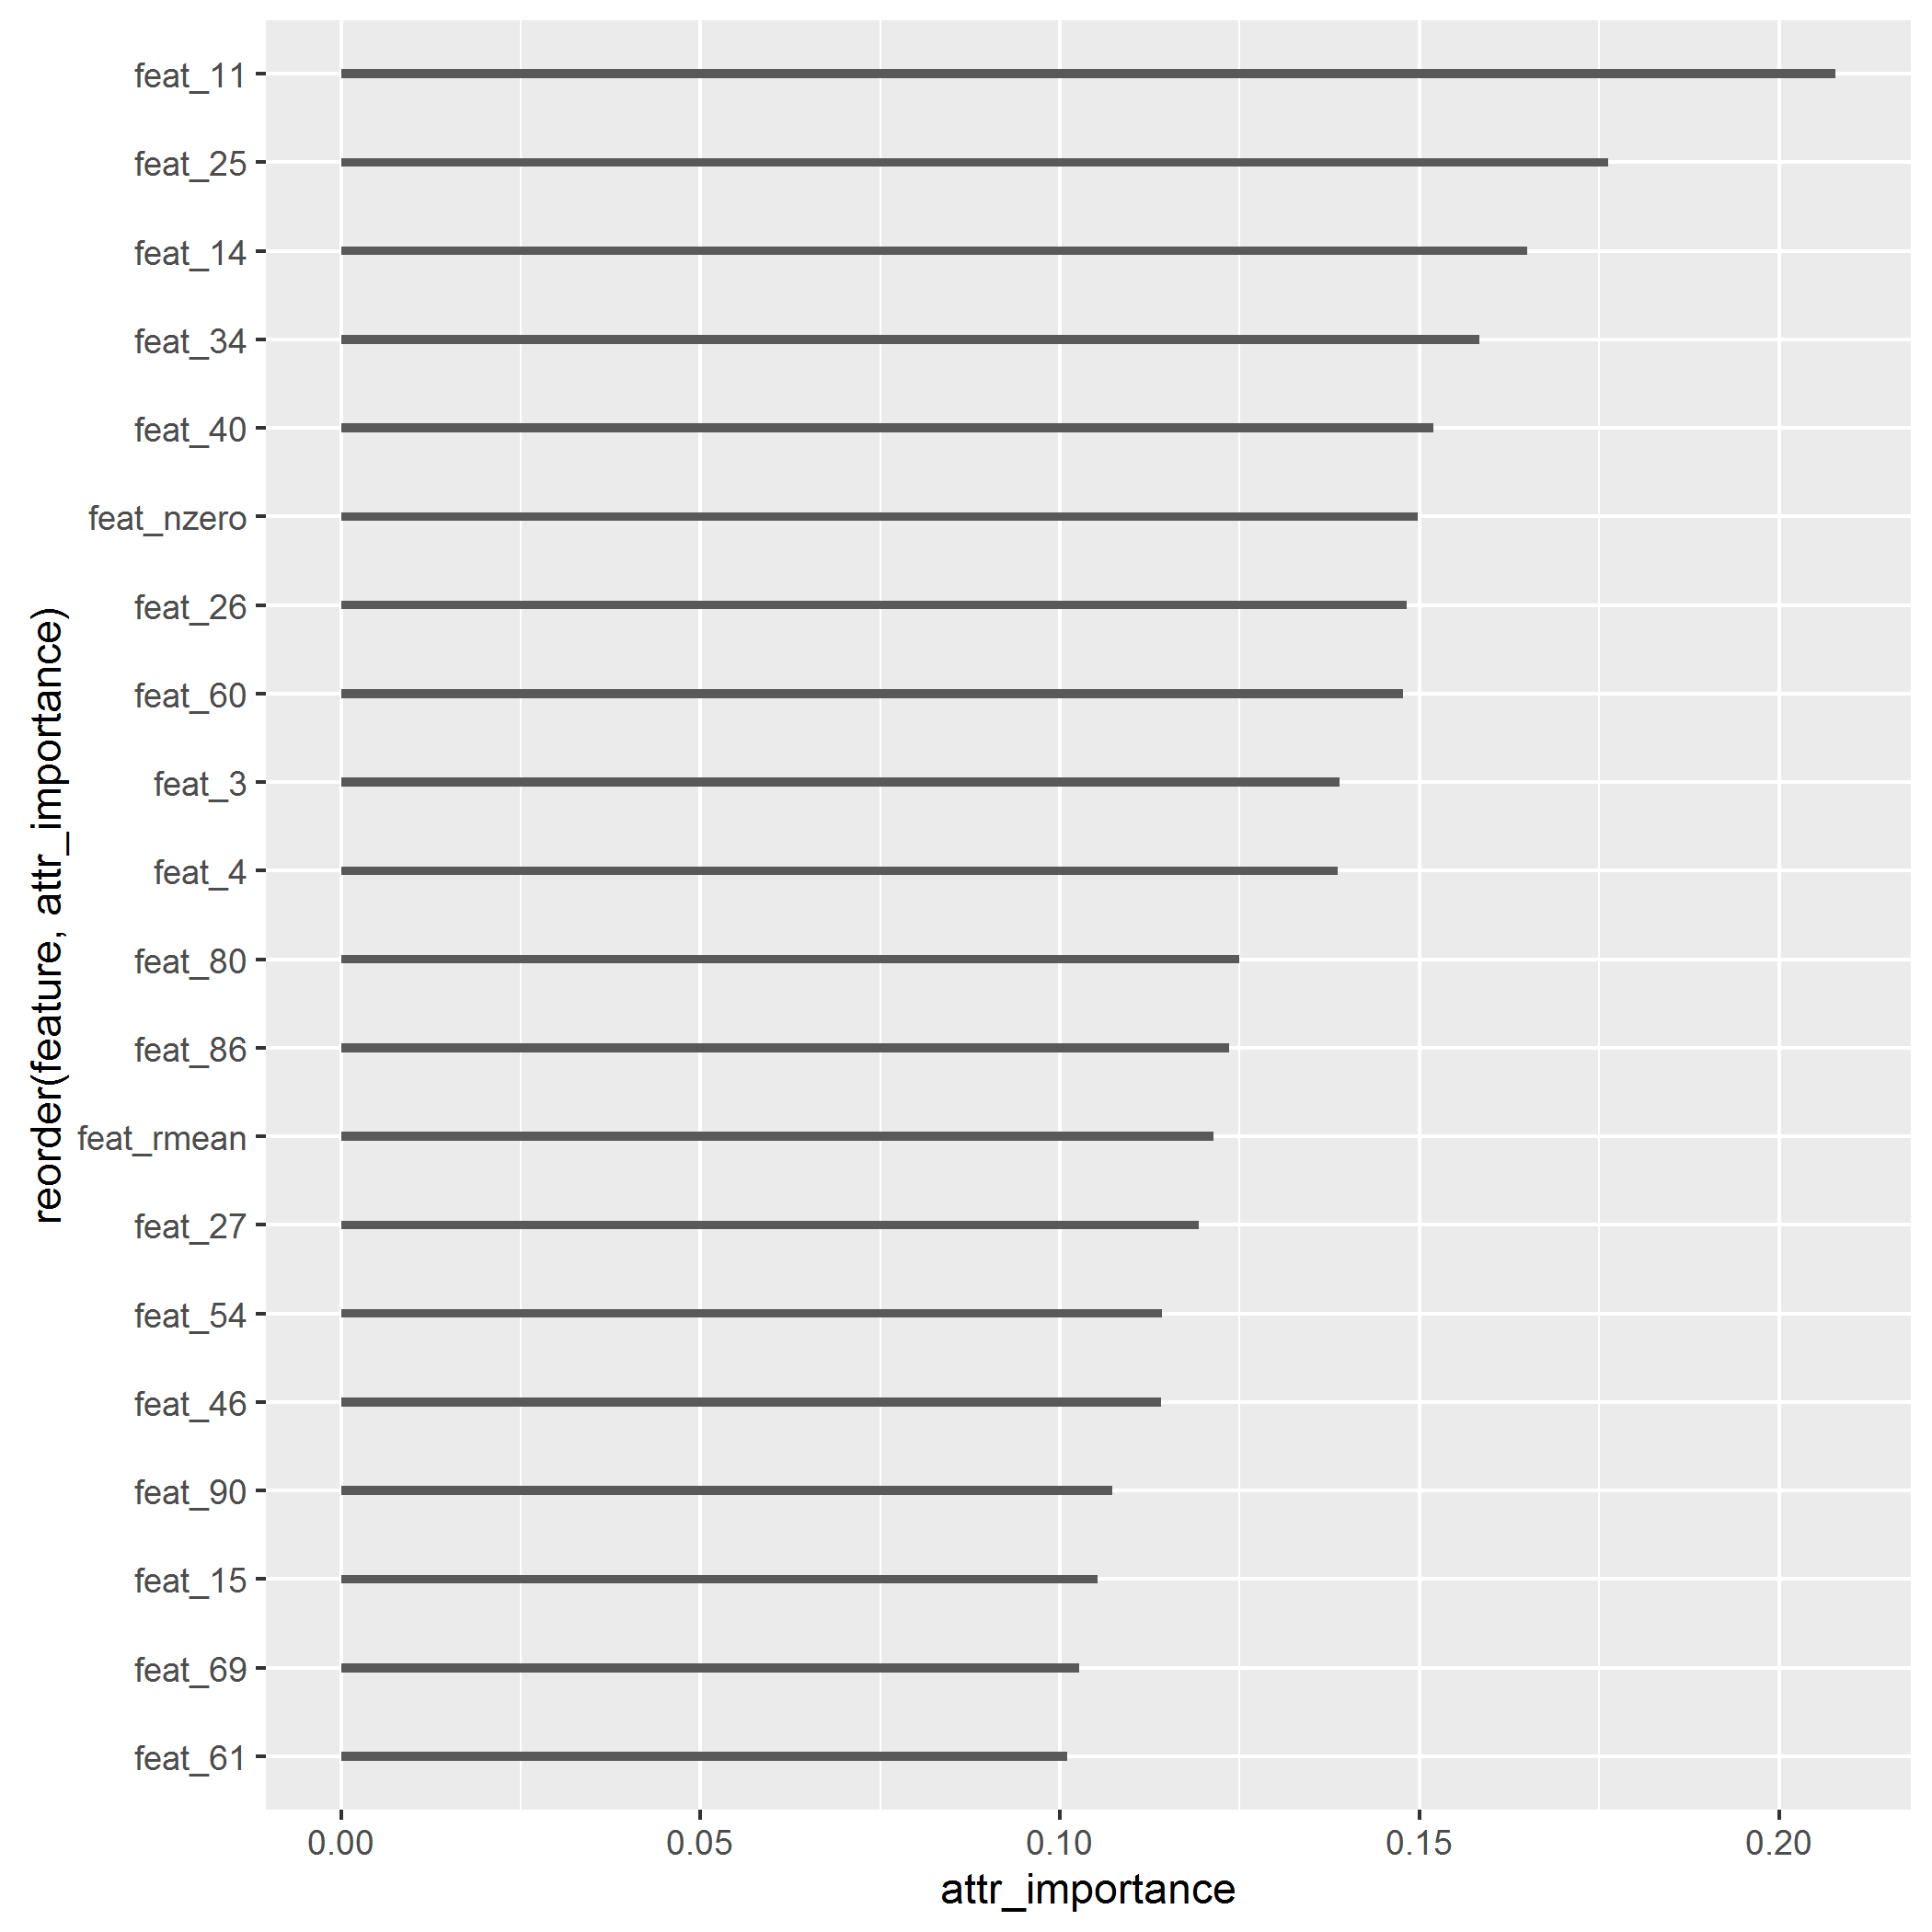 feat_11
feat_25
feat_14
feat_34
feat_40
feat_nzero
feat_26
feat_60
feat_3
feat_4
feat_80
feat_86
feat_rmean
feat_27
feat_54
feat_46
feat_90
feat_15
feat_69
feat_61
reorder(feature, attr_importance)
0.00 0.05 0.10 0.15 0.20
attr_importance